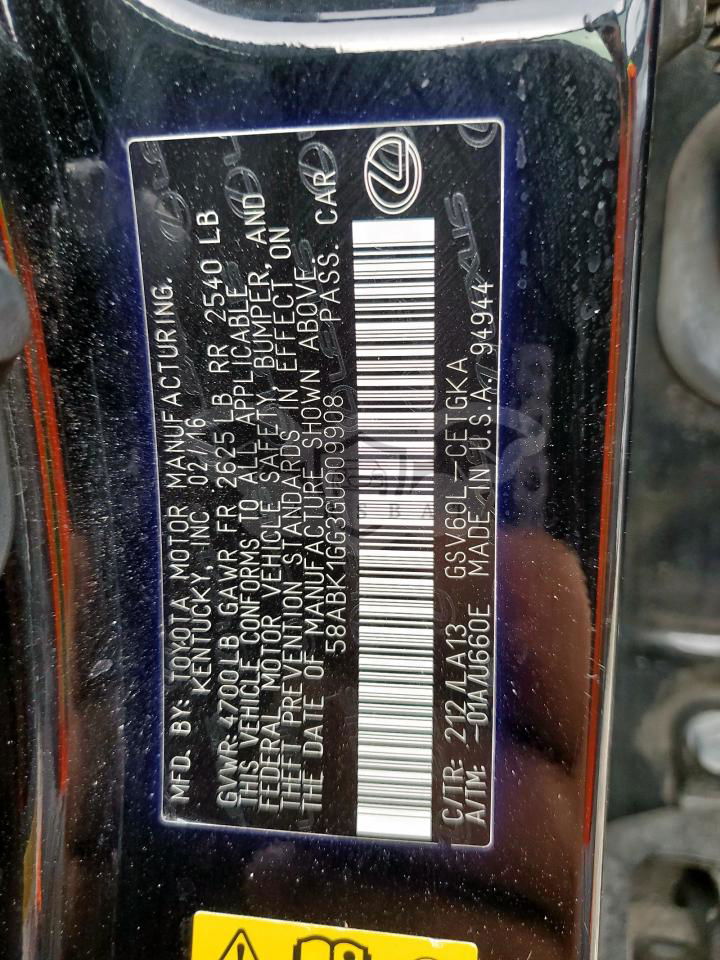 MFD. BY: TOYOTA MOTOR MANUFACTURING.
KENTUCKY, INC 02/16
GVWR 4700LB GAWR FR 2625 LB RR 2540 LB
THIS VEHICLE CONFORMS TO ALL APPLICABLE
FEDERAL MOTOR VEHICLE SAFETY, BUMPER, AND
THEFT PREVENTION STANDARDS IN EFFECT ON
THE DATE OF MANUFACTURE SHOWN ABOVE.
58ABK1GG3GU009908 PASS. CAR
C/TR: 212/LA13 GSV60L-CETGKA
A/TM: -01A/U660E MADE IN U.S.A. 94944